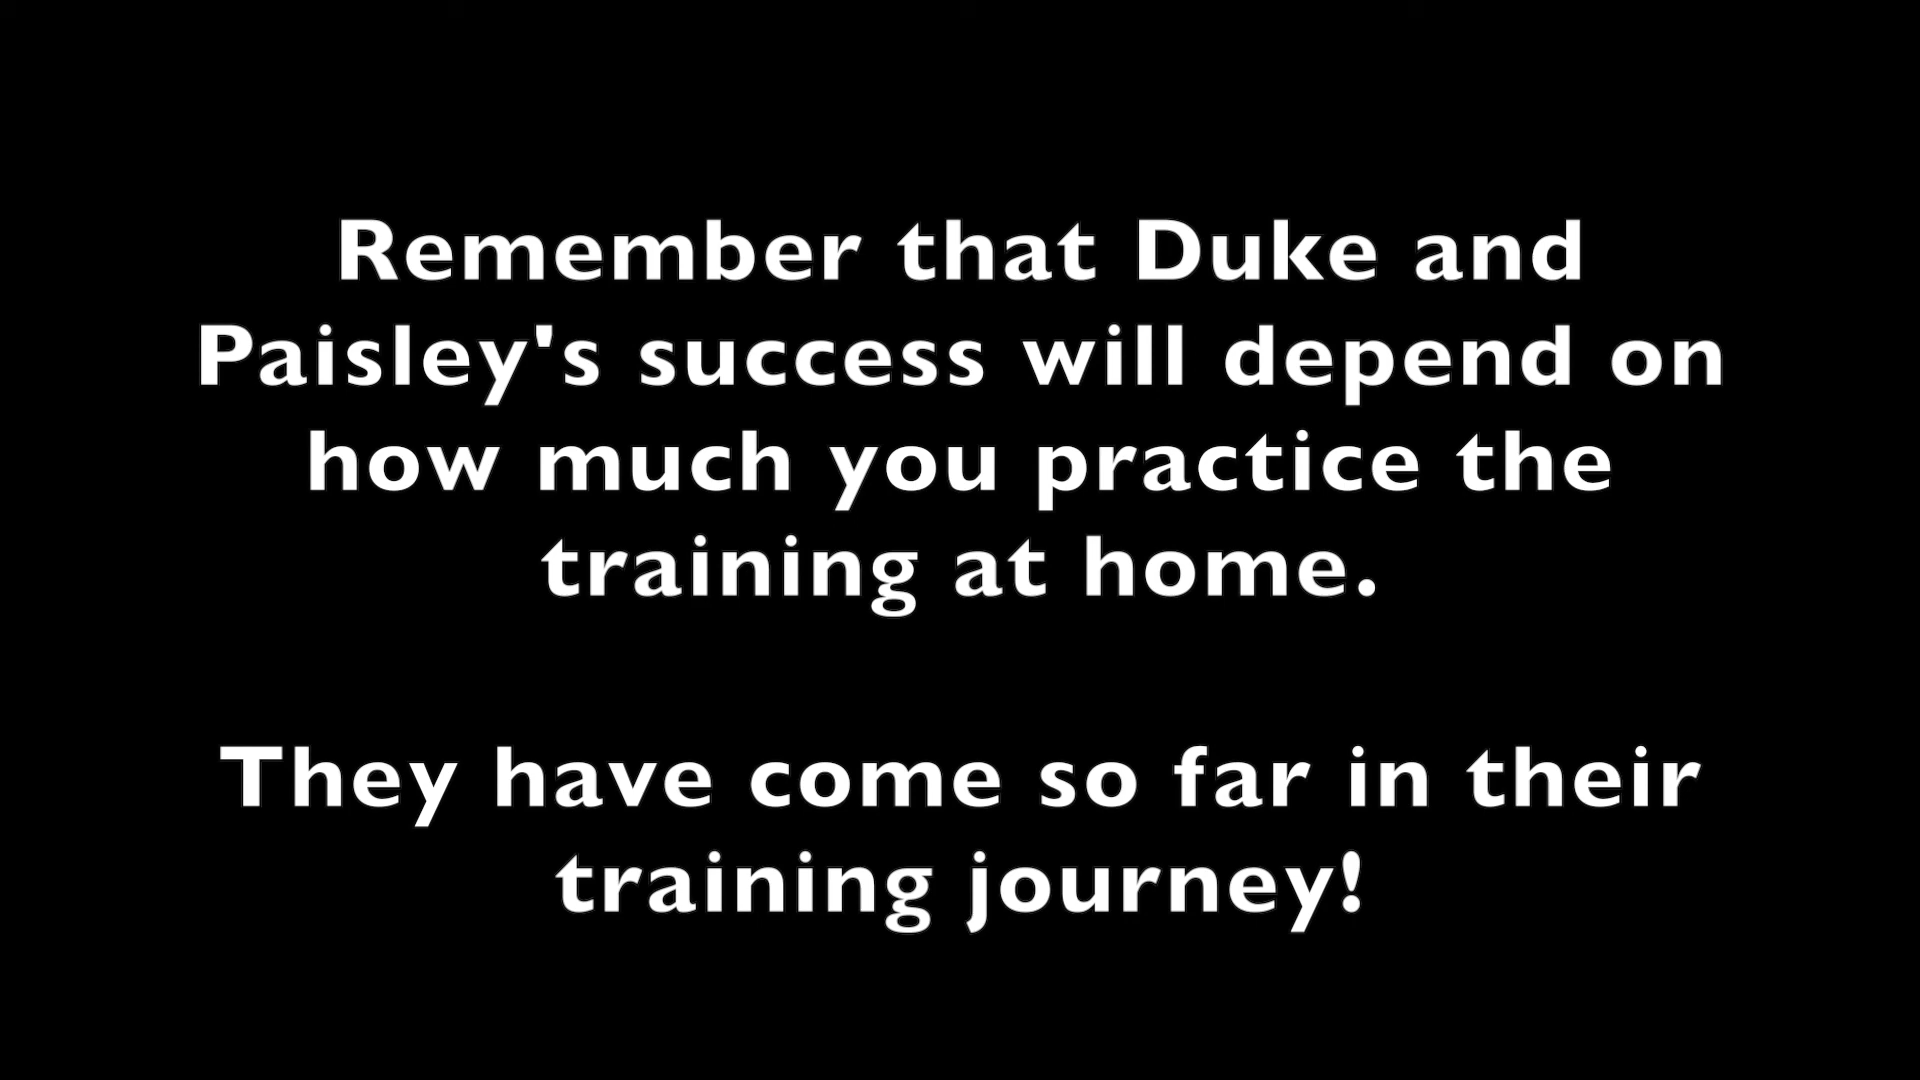 Remember that Duke and
Paisley's success will depend on
how much you practice the
training at home.
They have come so far in their
training journey!